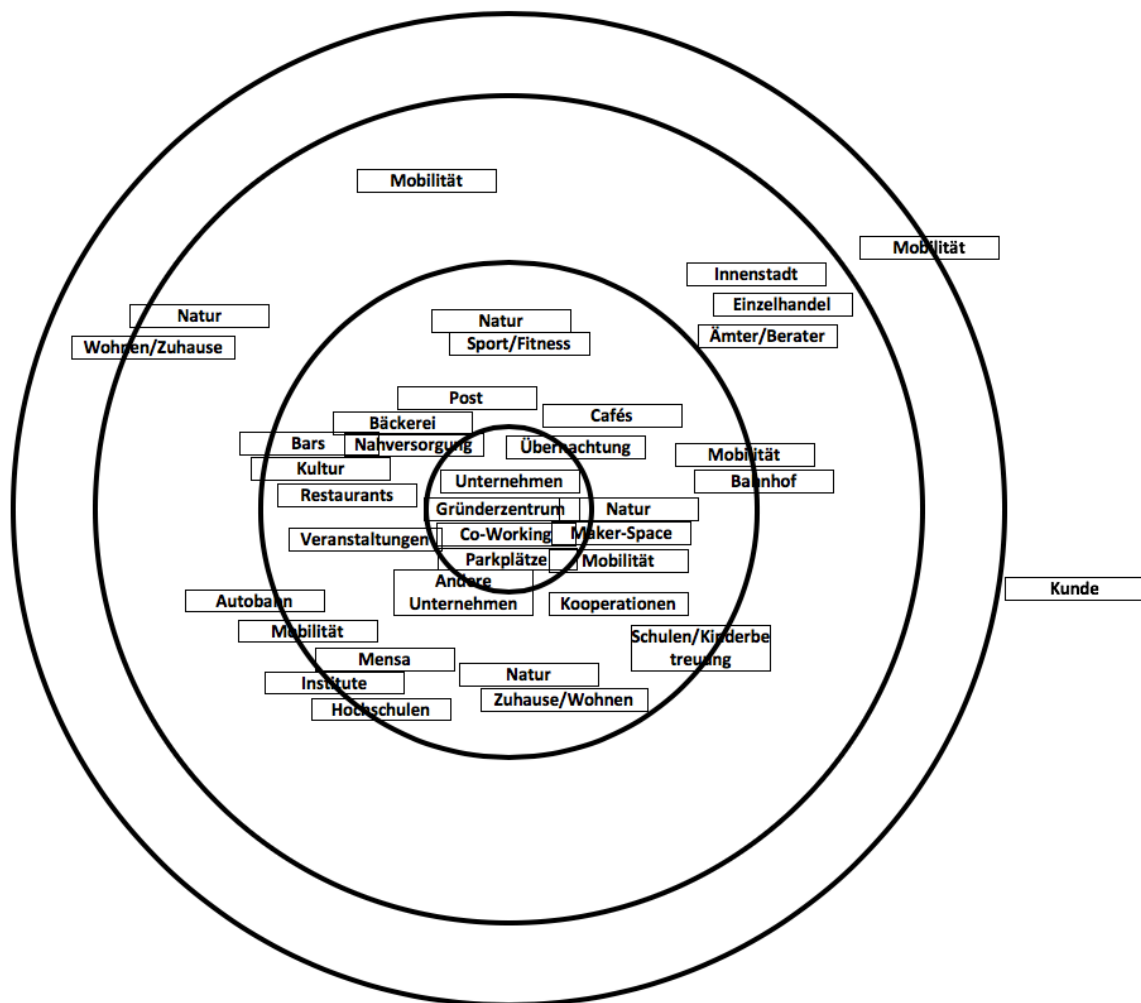 Mobilität
Mobilität
Innenstadt
Einzelhandel
Natur
Natur
Ämter/Berater
Sport/Fitness
Wohnen/Zuhause
Post
Cafés
Bäckerei
Bars
Nahversorgung
Übernachtung
Mobilität
Kultur
Unternehmen
Bahnhof
Restaurants
Gründerzentrum
Natur
Veranstaltungen
Co-Working
Maker-Space
Parkplätze
Mobilität
Andere
Unternehmen
Kunde
Autobahn
Kooperationen
Mobilität
Schulen/Kinderbe
treuung
Mensa
Natur
Institute
Zuhause/Wohnen
Hochschulen